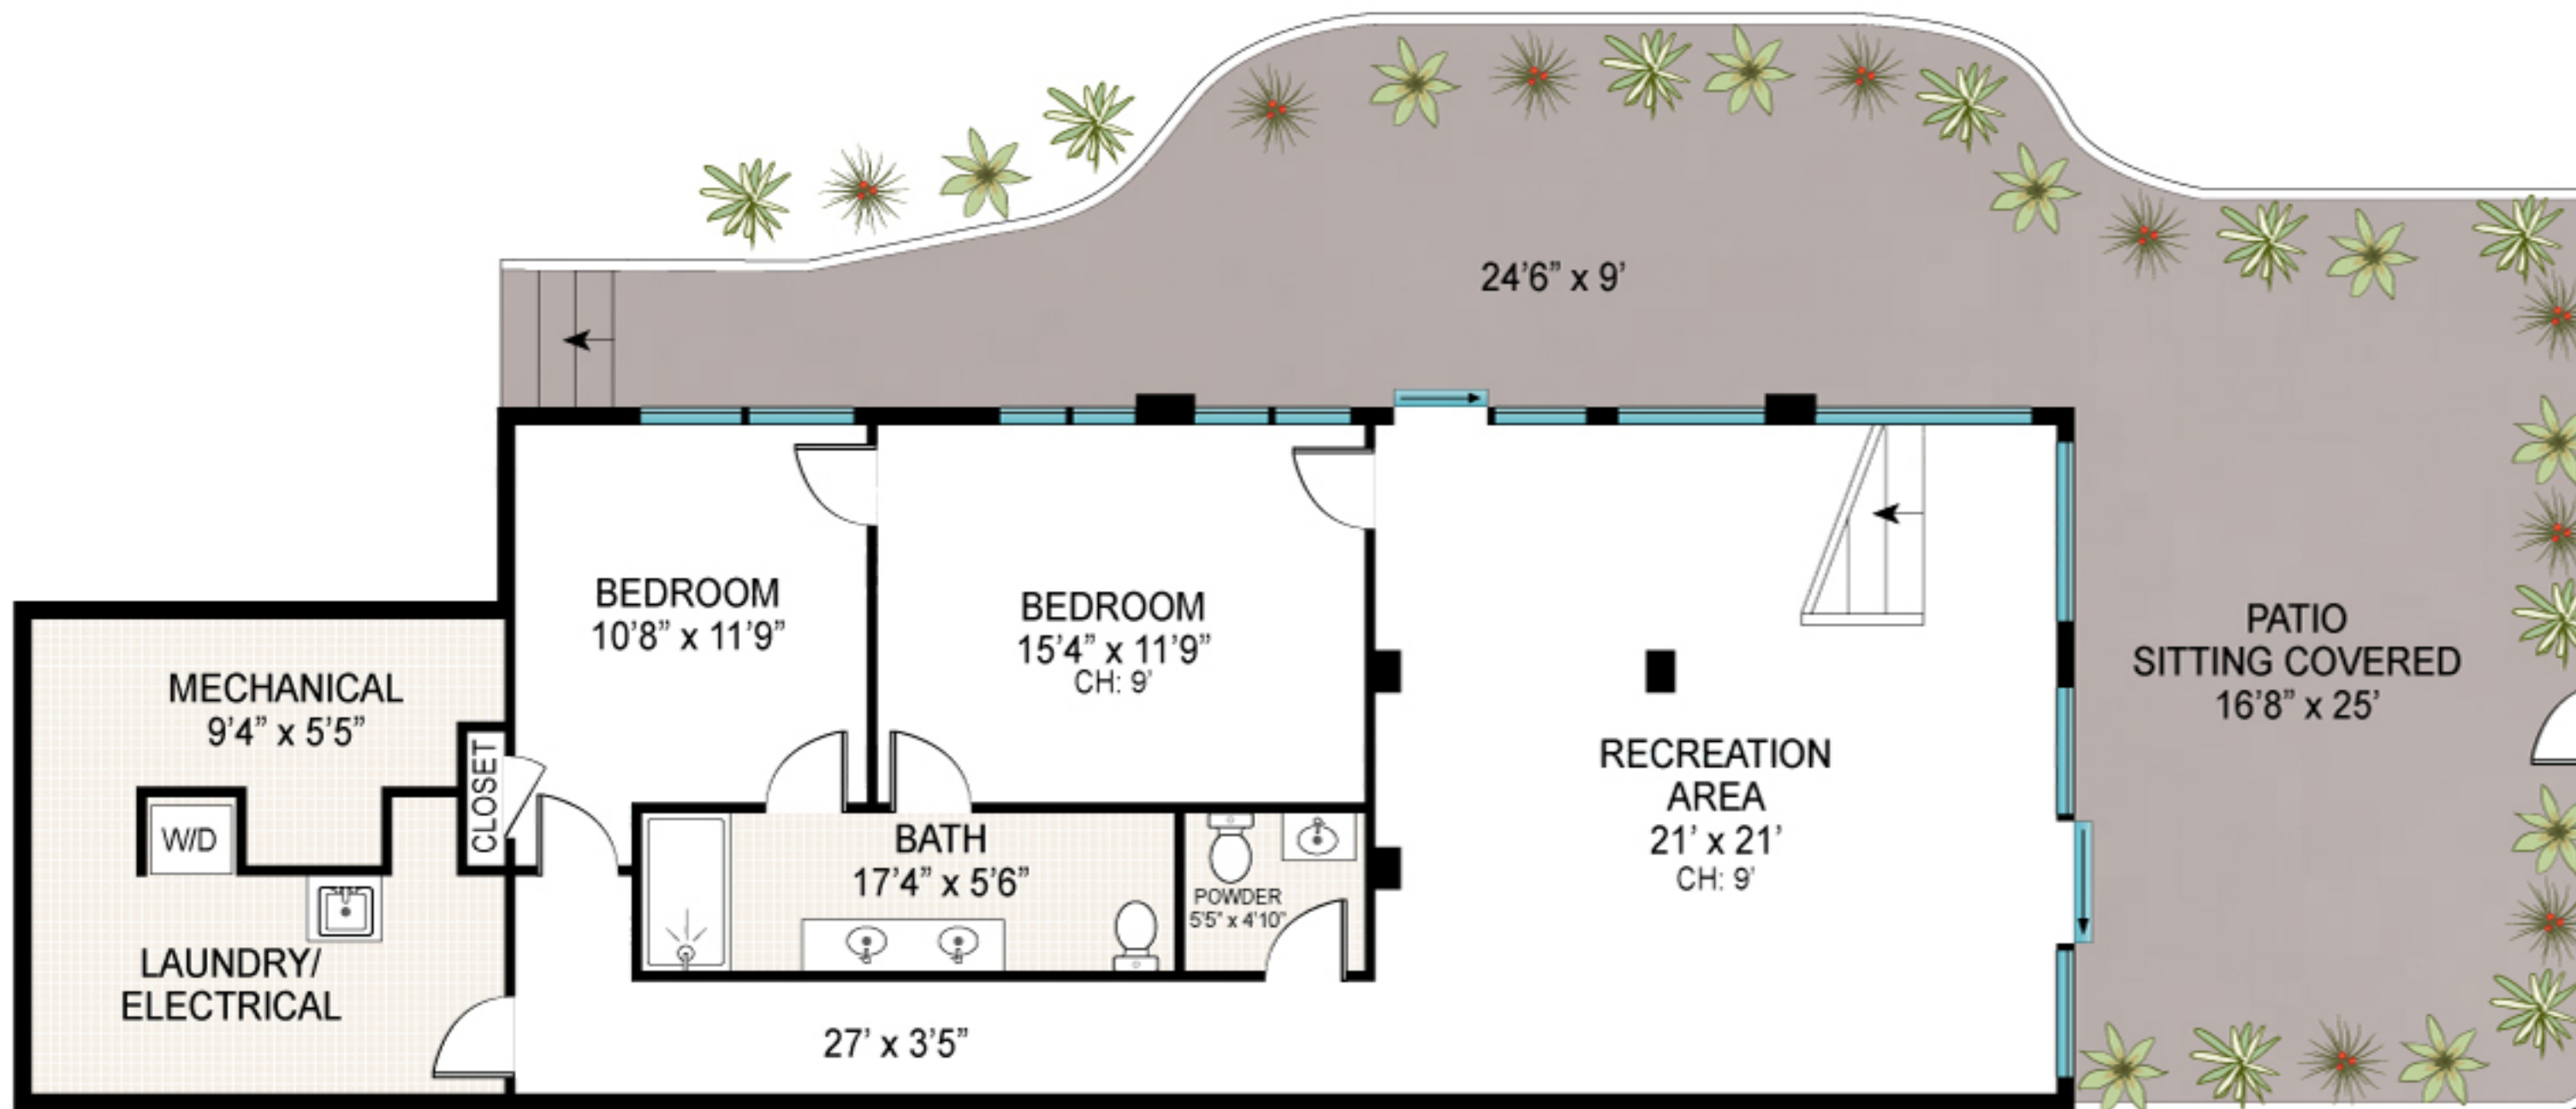 24'6” x 9'
BEDROOM
10'8” x 11'9”
BEDROOM
15'4” x 11'9”
CH: 9'
MECHANICAL
9'4” x 5'5”
CLOSET
W/D
LAUNDRY/
ELECTRICAL
BATH
17'4” x 5'6”
POWDER
5'5” x 4'10”
27' x 3'5”
RECREATION
AREA
21' x 21'
CH: 9'
PATIO
SITTING COVERED
16'8” x 25'